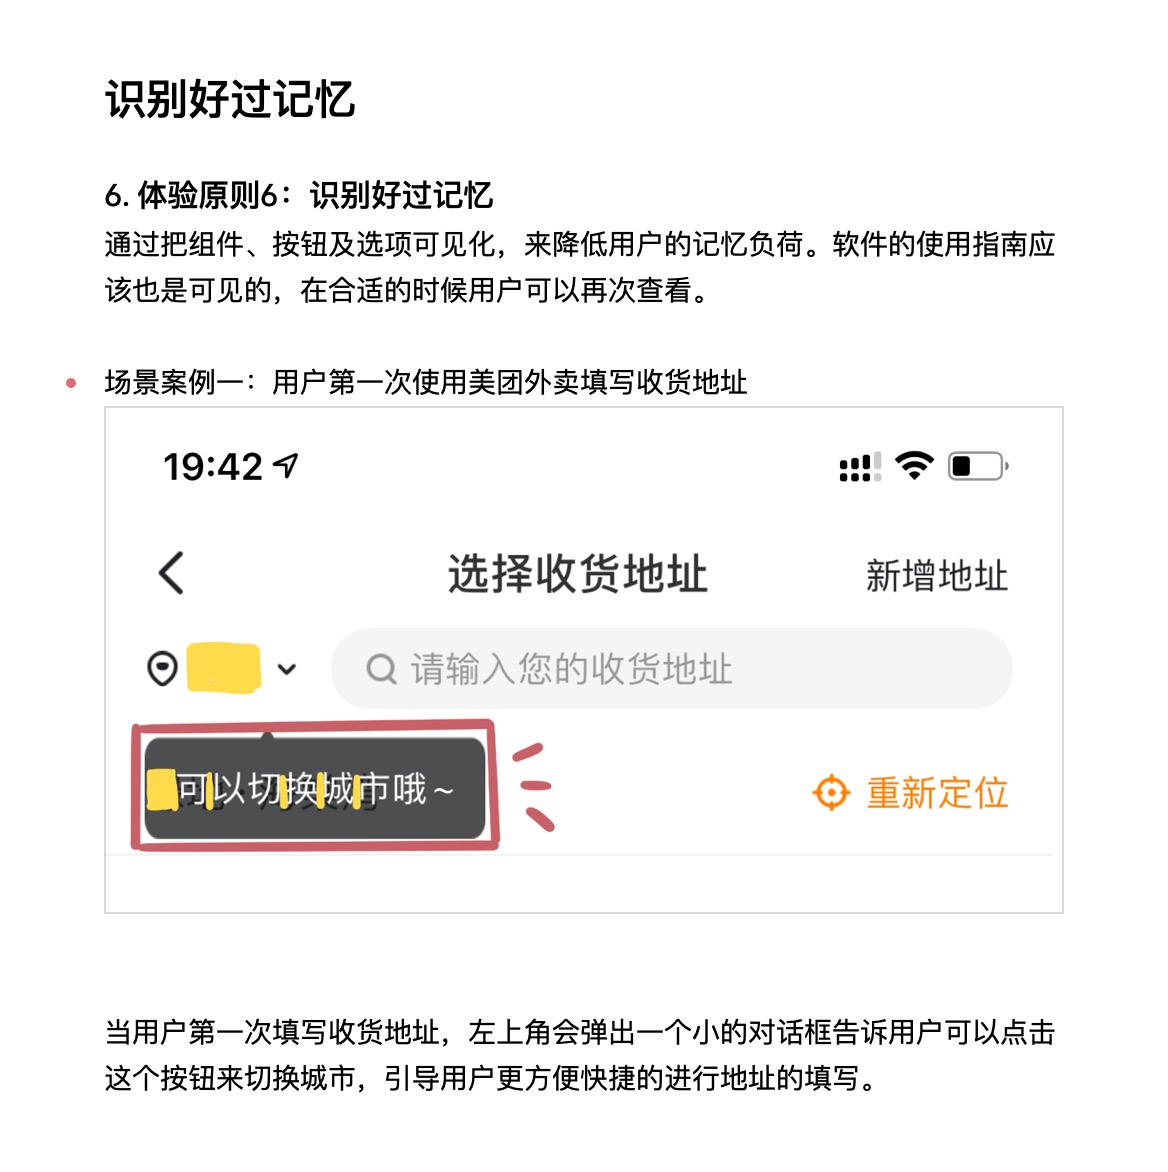 识别好过记忆
6. 体验原则6：识别好过记忆
通过把组件、按钮及选项可见化，来降低用户的记忆负荷。软件的使用指南应
该也是可见的，在合适的时候用户可以再次查看。
场景案例一：用户第一次使用美团外卖填写收货地址
19:42
选择收货地址
新增地址
请输入您的收货地址
可以切换城市哦～
重新定位
当用户第一次填写收货地址，左上角会弹出一个小的对话框告诉用户可以点击
这个按钮来切换城市，引导用户更方便快捷的进行地址的填写。